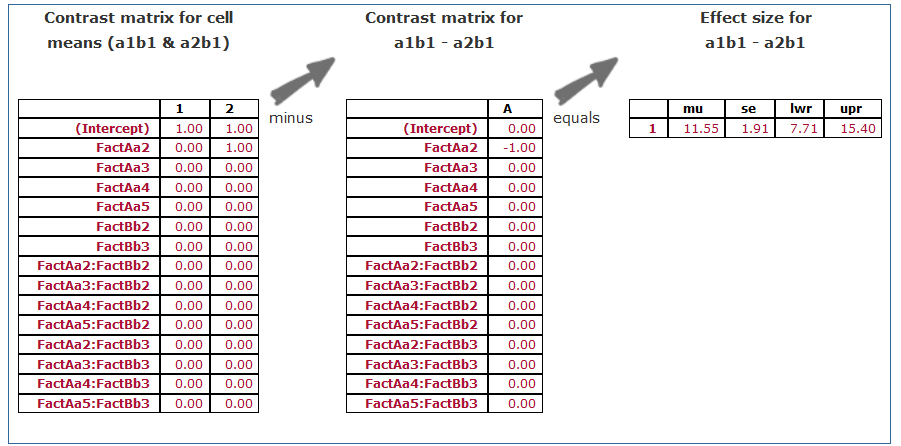 Contrast matrix for cell
means (a1b1 & a2b1)
1 2
(Intercept) 1.00 1.00
FactAa2 0.00 1.00
FactAa3 0.00 0.00
FactAa4 0.00 0.00
FactAa5 0.00 0.00
FactBb2 0.00 0.00
FactBb3 0.00 0.00
FactAa2:FactBb2 0.00 0.00
FactAa3:FactBb2 0.00 0.00
FactAa4:FactBb2 0.00 0.00
FactAa5:FactBb2 0.00 0.00
FactAa2:FactBb3 0.00 0.00
FactAa3:FactBb3 0.00 0.00
FactAa4:FactBb3 0.00 0.00
FactAa5:FactBb3 0.00 0.00
minus
Contrast matrix for
a1b1 - a2b1
A
(Intercept) 0.00
FactAa2 -1.00
FactAa3 0.00
FactAa4 0.00
FactAa5 0.00
FactBb2 0.00
FactBb3 0.00
FactAa2:FactBb2 0.00
FactAa3:FactBb2 0.00
FactAa4:FactBb2 0.00
FactAa5:FactBb2 0.00
FactAa2:FactBb3 0.00
FactAa3:FactBb3 0.00
FactAa4:FactBb3 0.00
FactAa5:FactBb3 0.00
equals
Effect size for
a1b1 - a2b1
mu se lwr upr
1 11.55 1.91 7.71 15.40